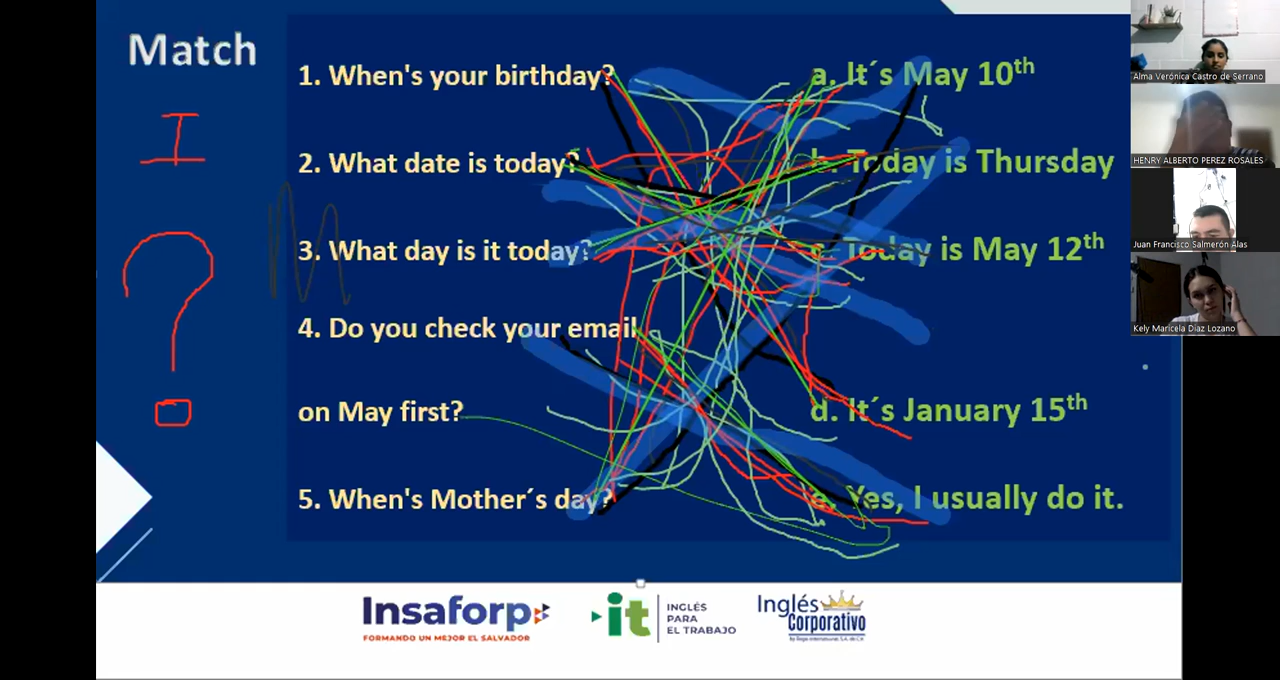 Match
1. When's your birthday?
a. It´s May 10th
2. What date is today?
b. Today is Thursday
3. What day is it today?
c. Today is May 12th
4. Do you check your email
on May first?
d. It´s January 15th
5. When's Mother´s day?
e. Yes, I usually do it.
I
?
m
Insaforp
FORMANDO UN MEJOR EL SALVADOR
it
INGLÉS
PARA
EL TRABAJO
Inglés
Corporativo
Alma Verónica Castro de Serrano
HENRY ALBERTO PEREZ ROSALES
Juan Francisco Salmerón Alas
Kely Maricela Diaz Lozano